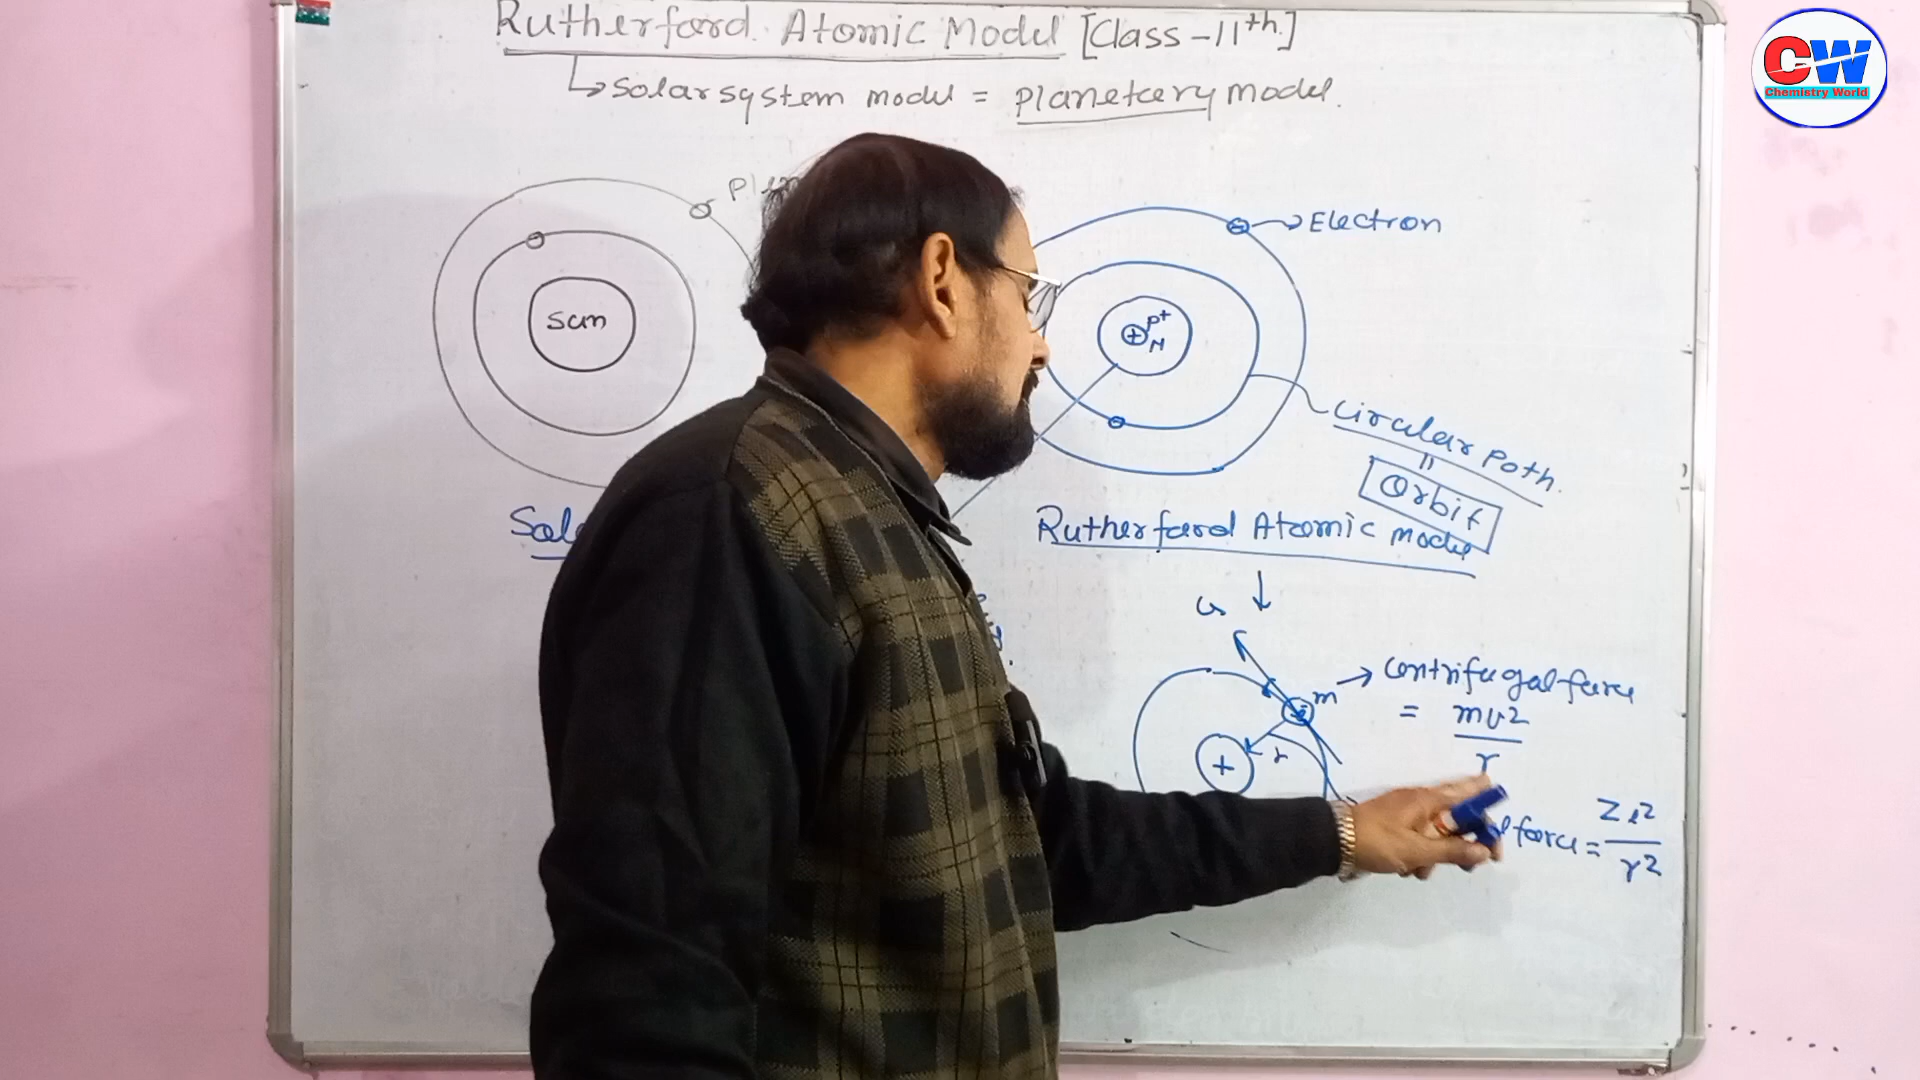 Rutherford Atomic Model [Class-11th]
↳ Solar system model = planetary model.
CW
Chemistry World
Electron
Sun
+ P+
N
circular path.
"
Orbit
Rutherford Atomic model
↓
m → centrifugal force
= mv2
r
+ r
force = Ze2
r2